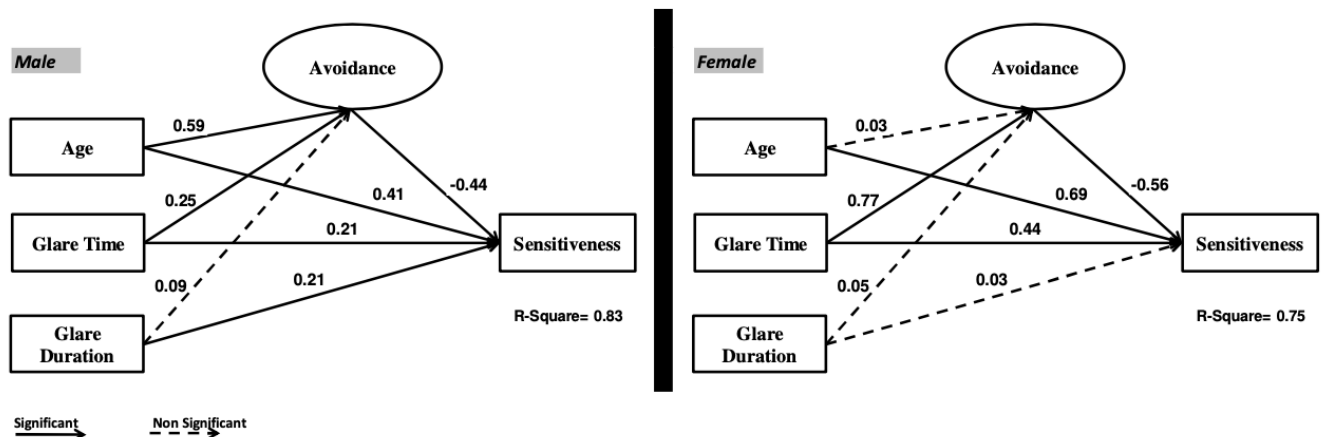 Male
Avoidance
Age
0.59
0.25
0.41
-0.44
Glare Time
0.21
Sensitiveness
0.09
0.21
Glare
Duration
R-Square= 0.83
Female
Avoidance
Age
0.03
0.77
0.69
-0.56
Glare Time
0.44
Sensitiveness
0.05
0.03
Glare
Duration
R-Square= 0.75
Significant
Non Significant